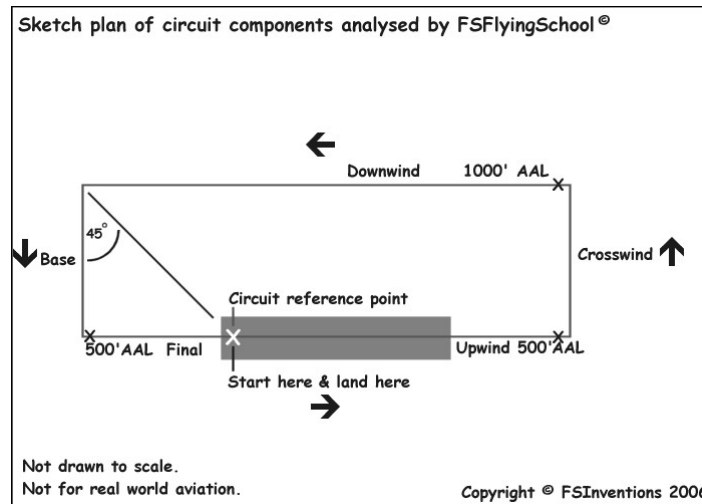 Sketch plan of circuit components analysed by FSFlyingSchool©
Downwind 1000' AAL
45°
Base
Crosswind
Circuit reference point
500'AAL Final
Upwind 500'AAL
Start here & land here
Not drawn to scale.
Not for real world aviation.
Copyright © FSInventions 2006